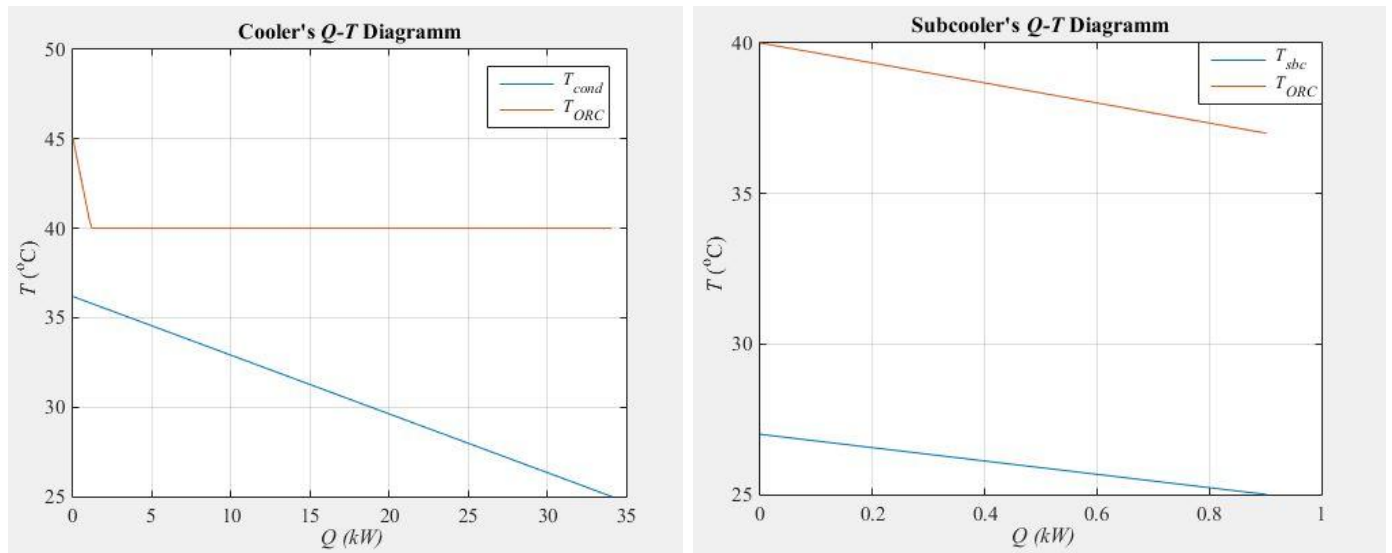 Cooler's Q-T Diagramm
50
45
40
35
30
25
T (°C)
0 5 10 15 20 25 30 35
Q (kW)
T_cond
T_ORC
Subcooler's Q-T Diagramm
40
35
30
25
T (°C)
0 0.2 0.4 0.6 0.8 1
Q (kW)
T_sbc
T_ORC